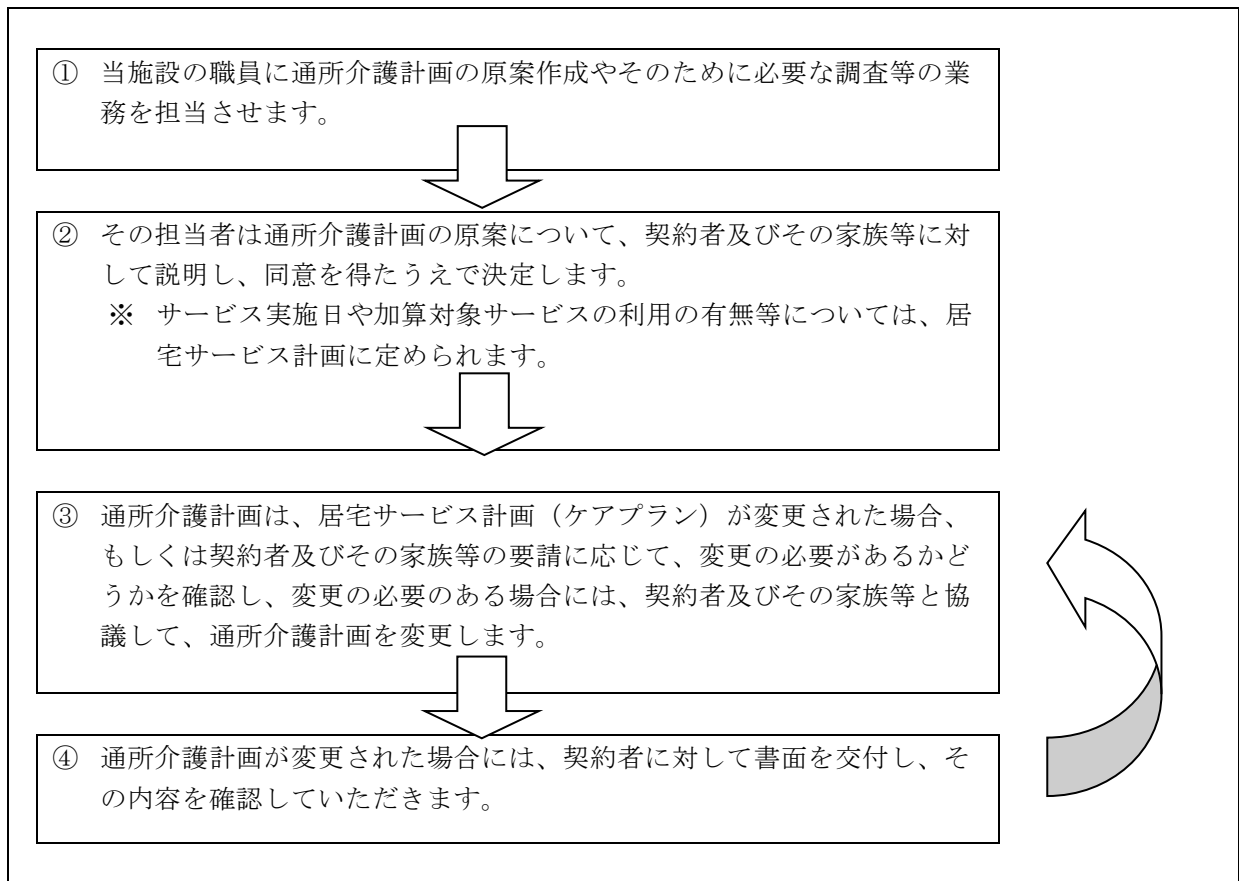 ① 当施設の職員に通所介護計画の原案作成やそのために必要な調査等の業
務を担当させます。
② その担当者は通所介護計画の原案について、契約者及びその家族等に対
して説明し、同意を得たうえで決定します。
※ サービス実施日や加算対象サービスの利用の有無等については、居
宅サービス計画に定められます。
③ 通所介護計画は、居宅サービス計画（ケアプラン）が変更された場合、
もしくは契約者及びその家族等の要請に応じて、変更の必要があるかど
うかを確認し、変更の必要のある場合には、契約者及びその家族等と協
議して、通所介護計画を変更します。
④ 通所介護計画が変更された場合には、契約者に対して書面を交付し、そ
の内容を確認していただきます。